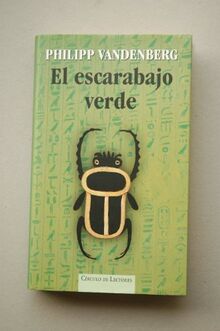 PHILIPP VANDENBERG
El escarabajo
verde
CÍRCULO DE LECTORES